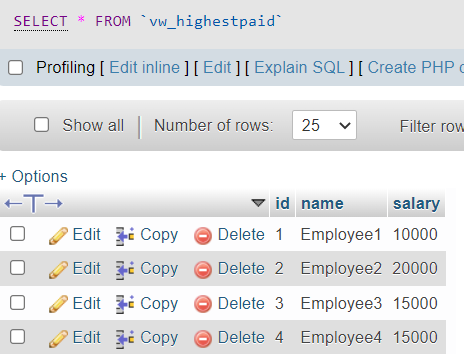 SELECT * FROM `vw_highestpaid`
Profiling [ Edit inline ] [ Edit ] [ Explain SQL ] [ Create PHP
Show all Number of rows: 25 Filter
+ Options
←T→ id name salary
Edit Copy Delete 1 Employee1 10000
Edit Copy Delete 2 Employee2 20000
Edit Copy Delete 3 Employee3 15000
Edit Copy Delete 4 Employee4 15000